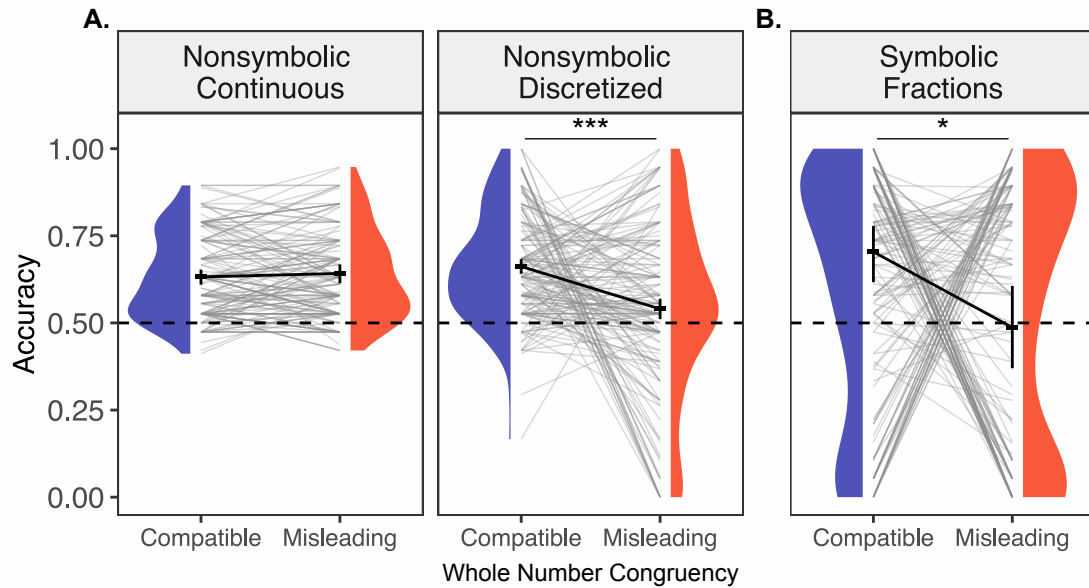 A.
B.
Nonsymbolic
Continuous
Nonsymbolic
Discretized
Symbolic
Fractions
***
*
1.00
0.75
0.50
0.25
0.00
Accuracy
Compatible Misleading
Compatible Misleading
Compatible Misleading
Whole Number Congruency